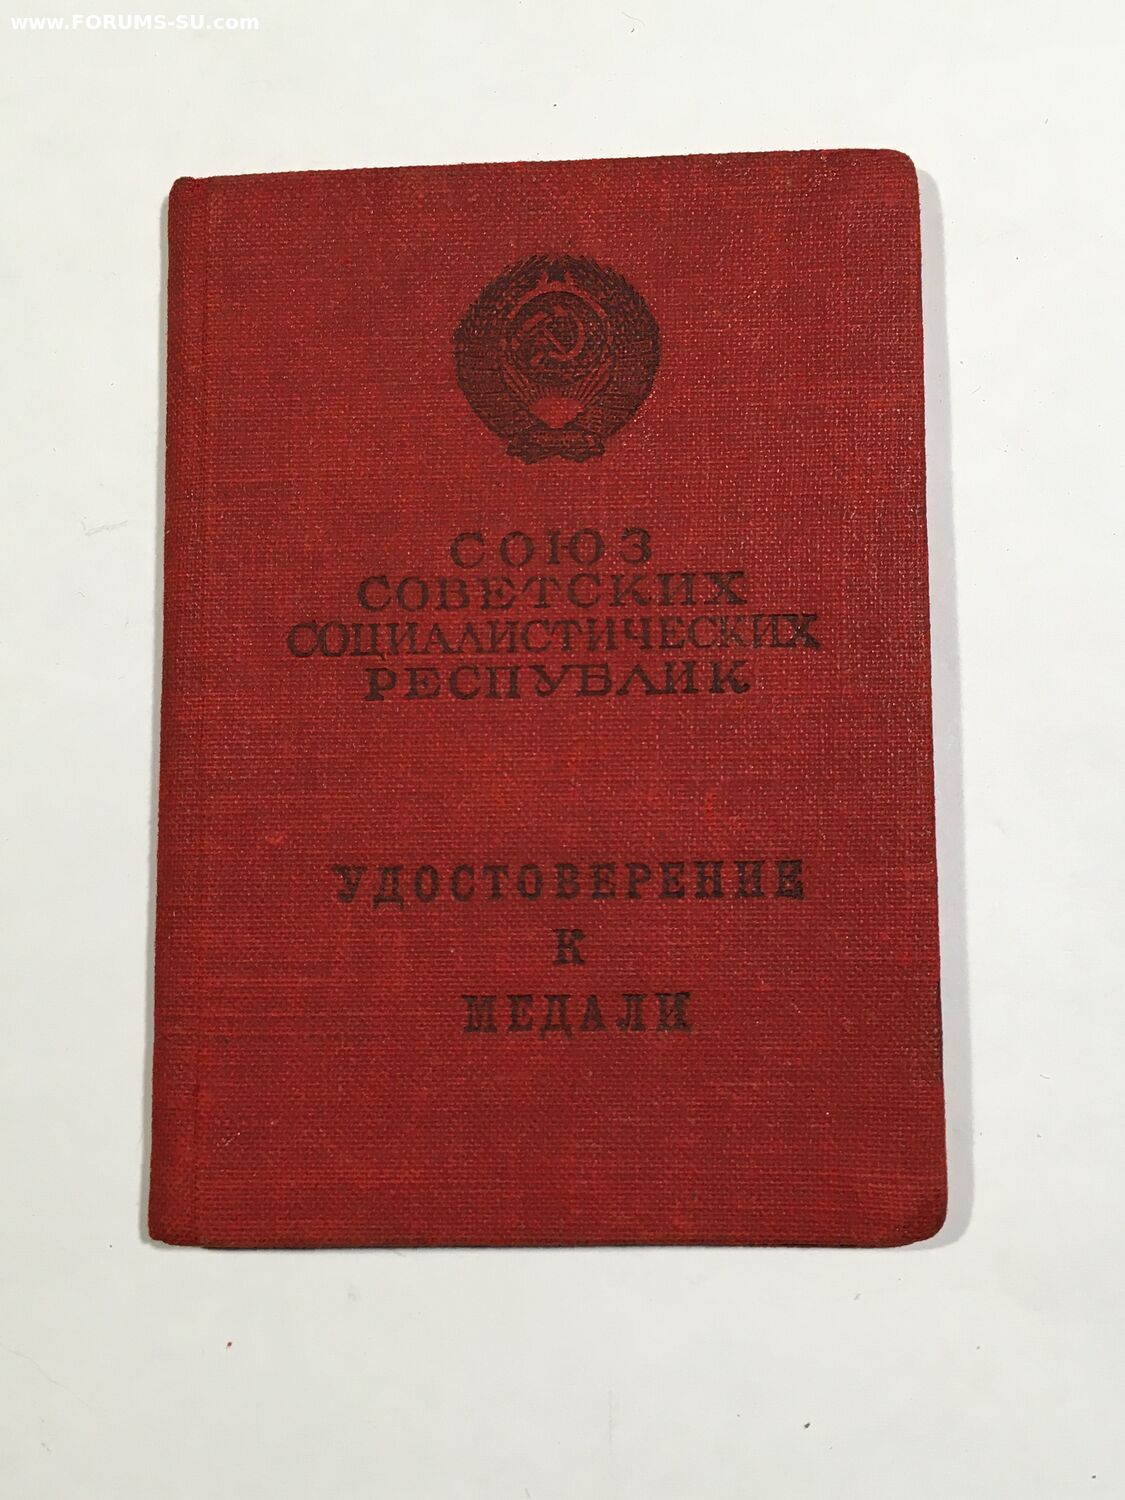 www.FORUMS-SU.com
СОЮЗ
СОВЕТСКИХ
СОЦИАЛИСТИЧЕСКИХ
РЕСПУБЛИК
УДОСТОВЕРЕНИЕ
К
МЕДАЛИ